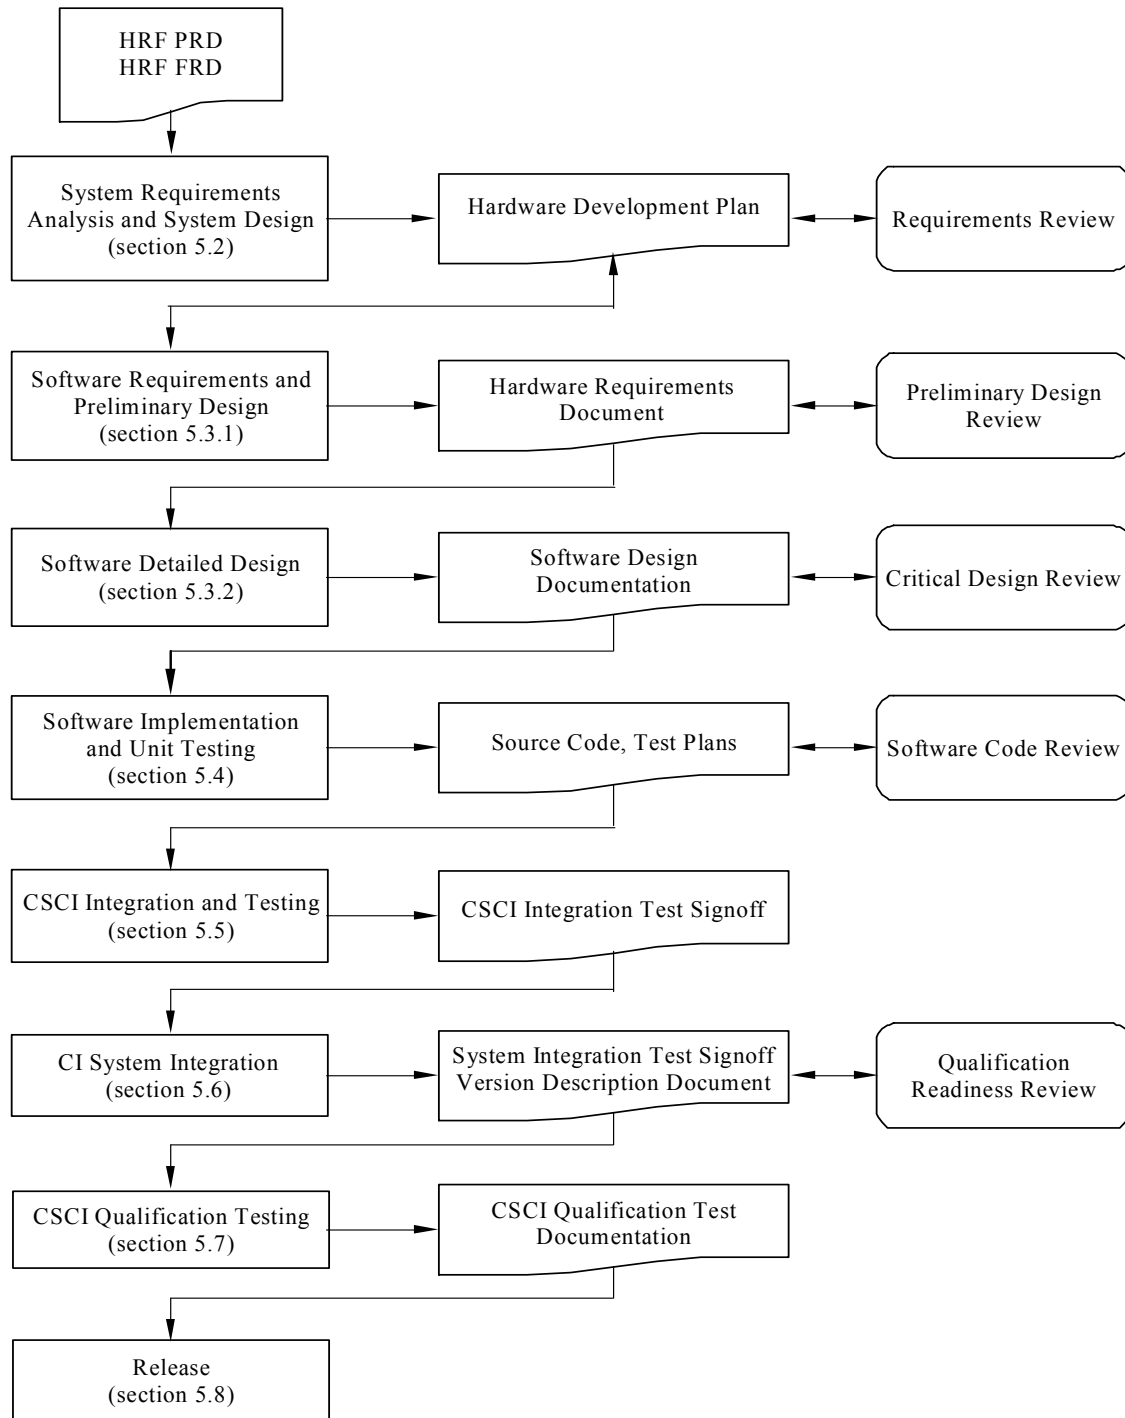 HRF PRD
HRF FRD
System Requirements
Analysis and System Design
(section 5.2)
Hardware Development Plan
Requirements Review
Software Requirements and
Preliminary Design
(section 5.3.1)
Hardware Requirements
Document
Preliminary Design
Review
Software Detailed Design
(section 5.3.2)
Software Design
Documentation
Critical Design Review
Software Implementation
and Unit Testing
(section 5.4)
Source Code, Test Plans
Software Code Review
CSCI Integration and Testing
(section 5.5)
CSCI Integration Test Signoff
CI System Integration
(section 5.6)
System Integration Test Signoff
Version Description Document
Qualification
Readiness Review
CSCI Qualification Testing
(section 5.7)
CSCI Qualification Test
Documentation
Release
(section 5.8)